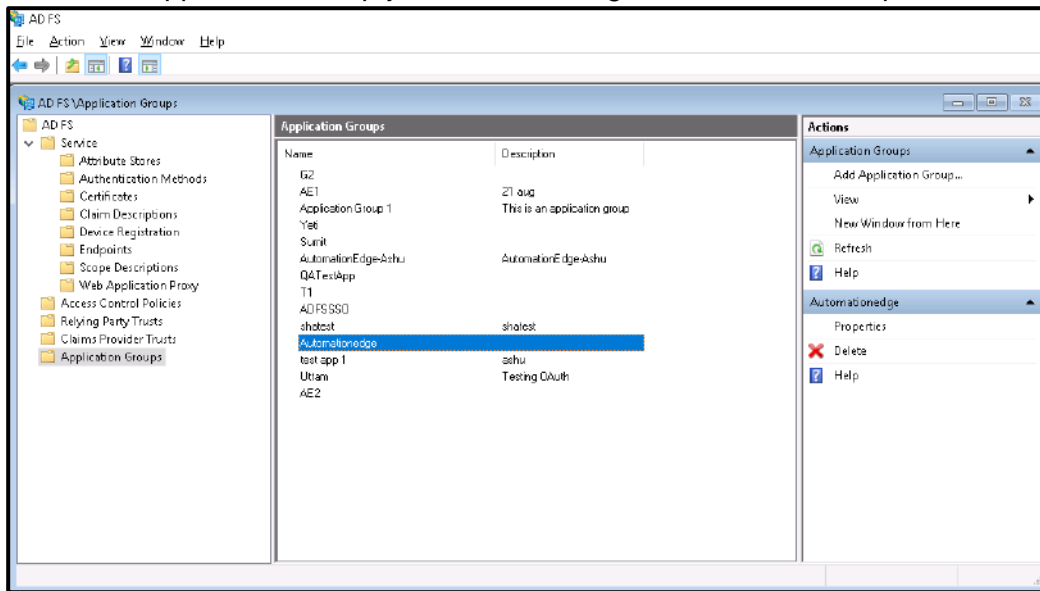 AD FS
File Action View Window Help
AD FS\Application Groups
AD FS
Service
Attribute Stores
Authentication Methods
Certificates
Claim Descriptions
Device Registration
Endpoints
Scope Descriptions
Web Application Proxy
Access Control Policies
Relying Party Trusts
Claims Provider Trusts
Application Groups
Application Groups
Name Description
G2
AE1 21 aug
Application Group 1 This is an application group
Yeti
Sumit
AutomationEdge-Ashu AutomationEdge-Ashu
QATestApp
T1
ADFSSSO
shatest shatest
Automationedge
test app 1 ashu
Uttam Testing OAuth
AE2
Actions
Application Groups
Add Application Group...
View
New Window from Here
Refresh
Help
Automationedge
Properties
Delete
Help